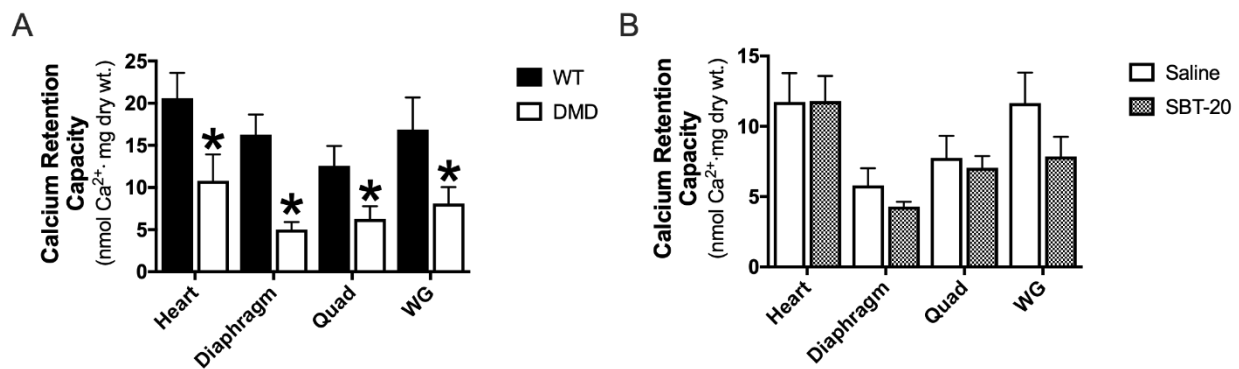 A
Calcium Retention
Capacity
(nmol Ca²⁺· mg dry wt.)
25
20
15
10
5
0
*
*
*
*
Heart
Diaphragm
Quad
WG
WT
DMD
B
Calcium Retention
Capacity
(nmol Ca²⁺·mg dry wt.)
15
10
5
0
Heart
Diaphragm
Quad
WG
Saline
SBT-20